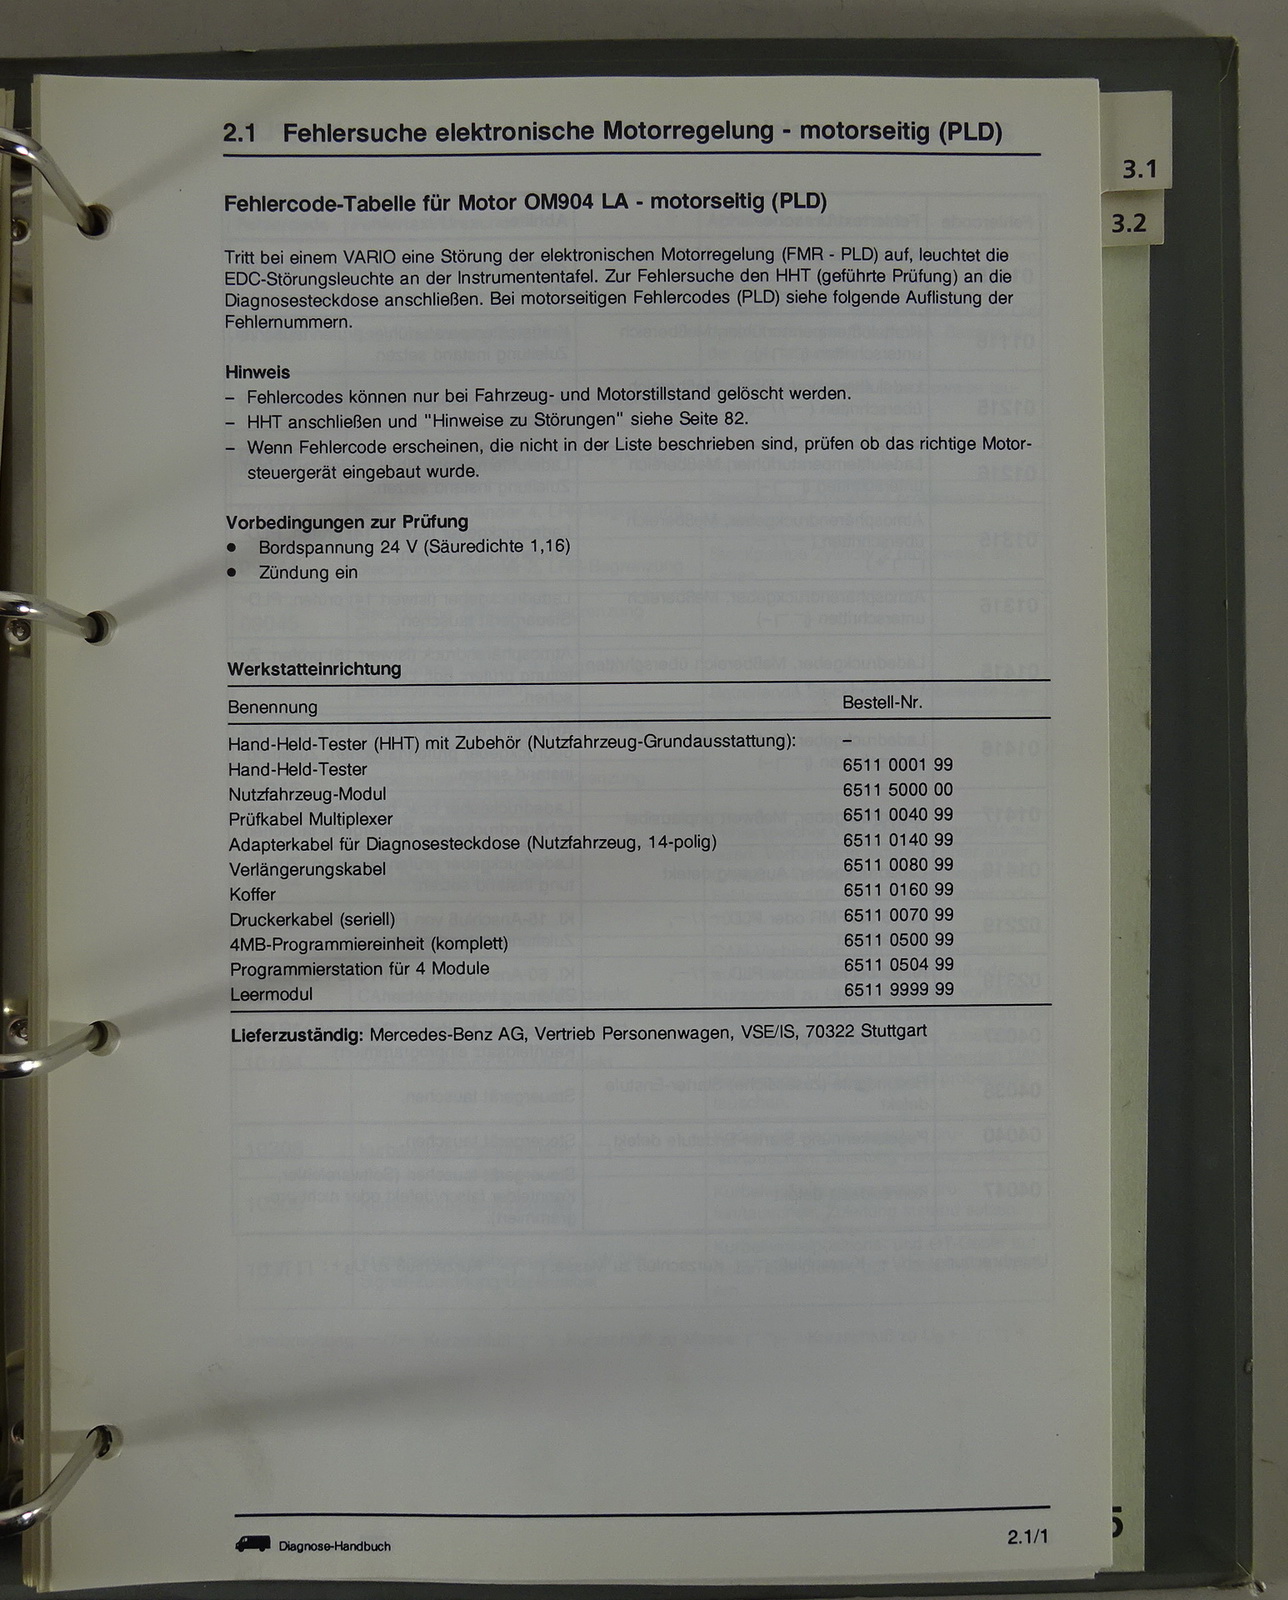 2.1 Fehlersuche elektronische Motorregelung - motorseitig (PLD)
3.1
3.2
Fehlercode-Tabelle für Motor OM904 LA - motorseitig (PLD)
Tritt bei einem VARIO eine Störung der elektronischen Motorregelung (FMR - PLD) auf, leuchtet die
EDC-Störungsleuchte an der Instrumententafel. Zur Fehlersuche den HHT (geführte Prüfung) an die
Diagnosesteckdose anschließen. Bei motorseitigen Fehlercodes (PLD) siehe folgende Auflistung der
Fehlernummern.
Hinweis
– Fehlercodes können nur bei Fahrzeug- und Motorstillstand gelöscht werden.
– HHT anschließen und "Hinweise zu Störungen" siehe Seite 82.
– Wenn Fehlercode erscheinen, die nicht in der Liste beschrieben sind, prüfen ob das richtige Motor-
steuergerät eingebaut wurde.
Vorbedingungen zur Prüfung
● Bordspannung 24 V (Säuredichte 1,16)
● Zündung ein
Werkstatteinrichtung
Benennung Bestell-Nr.
Hand-Held-Tester (HHT) mit Zubehör (Nutzfahrzeug-Grundausstattung): –
Hand-Held-Tester 6511 0001 99
Nutzfahrzeug-Modul 6511 5000 00
Prüfkabel Multiplexer 6511 0040 99
Adapterkabel für Diagnosesteckdose (Nutzfahrzeug, 14-polig) 6511 0140 99
Verlängerungskabel 6511 0080 99
Koffer 6511 0160 99
Druckerkabel (seriell) 6511 0070 99
4MB-Programmiereinheit (komplett) 6511 0500 99
Programmierstation für 4 Module 6511 0504 99
Leermodul 6511 9999 99
Lieferzuständig: Mercedes-Benz AG, Vertrieb Personenwagen, VSE/IS, 70322 Stuttgart
Diagnose-Handbuch 2.1/1